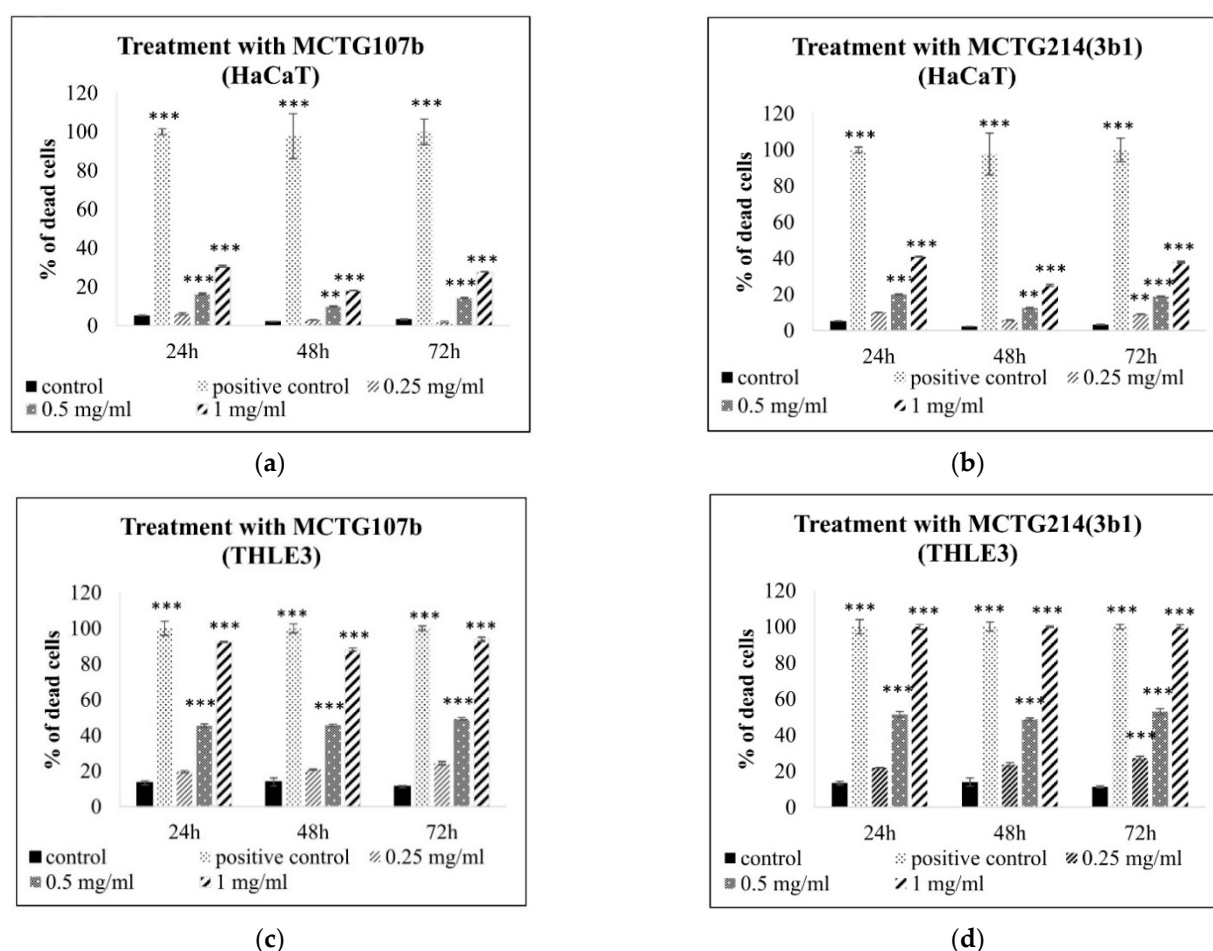 Treatment with MCTG107b
(HaCaT)
120
100
80
60
40
20
0
% of dead cells
***
***
***
***
***
**
***
***
***
24h
48h
72h
control
positive control
0.25 mg/ml
0.5 mg/ml
1 mg/ml
(a)
Treatment with MCTG214(3b1)
(HaCaT)
120
100
80
60
40
20
0
% of dead cells
***
***
***
***
***
**
***
**
***
***
24h
48h
72h
control
positive control
0.25 mg/ml
0.5 mg/ml
1 mg/ml
(b)
Treatment with MCTG107b
(THLE3)
120
100
80
60
40
20
0
% of dead cells
***
***
***
***
***
***
***
***
***
24h
48h
72h
control
positive control
0.25 mg/ml
0.5 mg/ml
1 mg/ml
(c)
Treatment with MCTG214(3b1)
(THLE3)
120
100
80
60
40
20
0
% of dead cells
***
***
***
***
***
***
***
***
***
***
24h
48h
72h
control
positive control
0.25 mg/ml
0.5 mg/ml
1 mg/ml
(d)